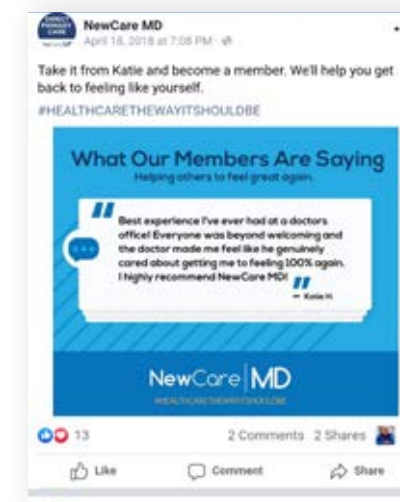 DIRECT
PRIMARY
CARE
NewCare MD
April 18, 2018 at 7:08 PM
Take it from Katie and become a member. We'll help you get
back to feeling like yourself.
#HEALTHCARETHEWAYITSHOULDBE
What Our Members Are Saying
Helping others to feel great again.
"
Best experience I've ever had at a doctors
office! Everyone was beyond welcoming and
the doctor made me feel like he genuinely
cared about getting me to feeling 100% again.
I highly recommend NewCare MD!
"
— Katie H.
NewCare|MD
#HEALTHCARETHEWAYITSHOULDBE
13
2 Comments 2 Shares
Like Comment Share